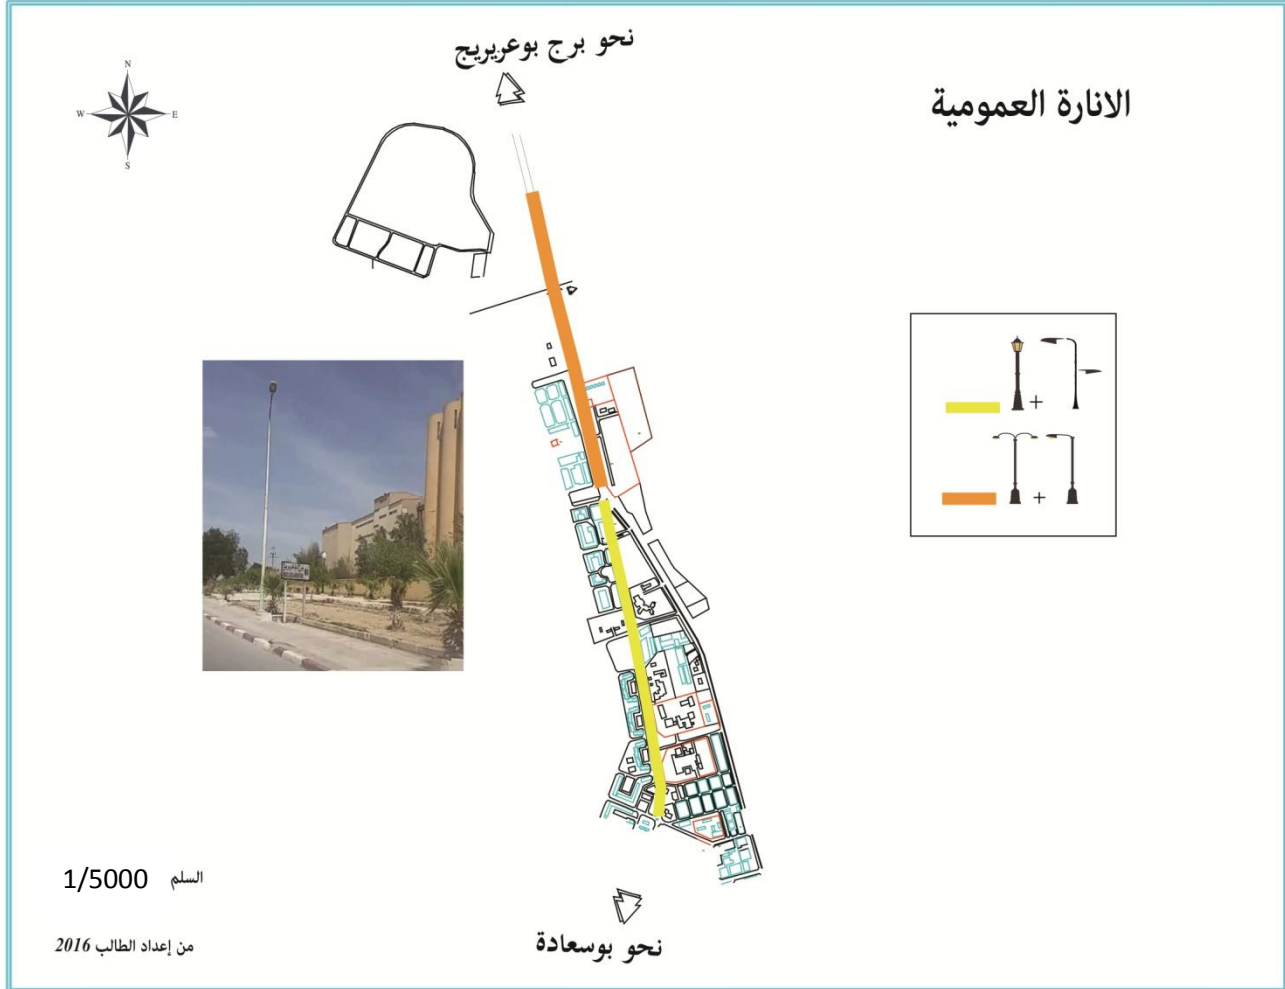 نحو برج بوعريريج
الانارة العمومية
N
W
E
S
+
+
السلم 1/5000
نحو بوسعادة
من إعداد الطالب 2016